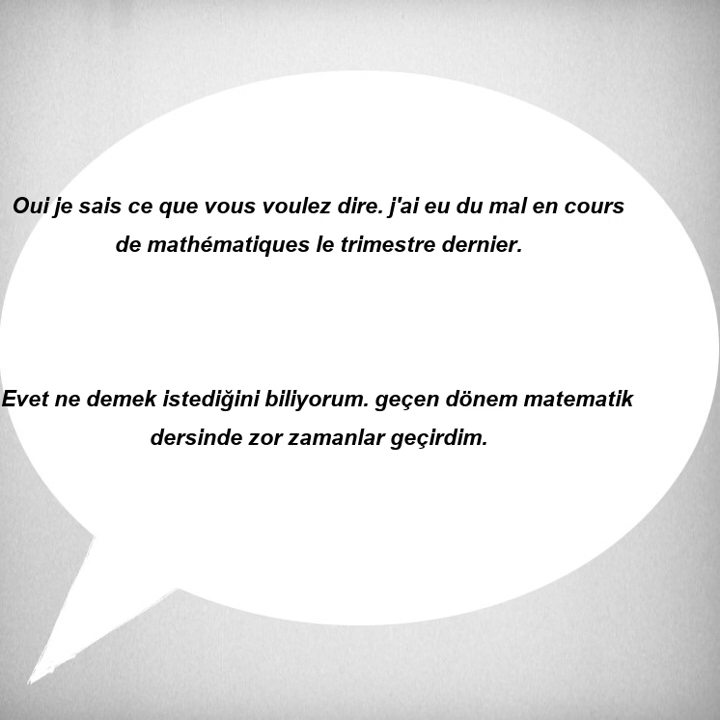 Oui je sais ce que vous voulez dire. j'ai eu du mal en cours
de mathématiques le trimestre dernier.
Evet ne demek istediğini biliyorum. geçen dönem matematik
dersinde zor zamanlar geçirdim.